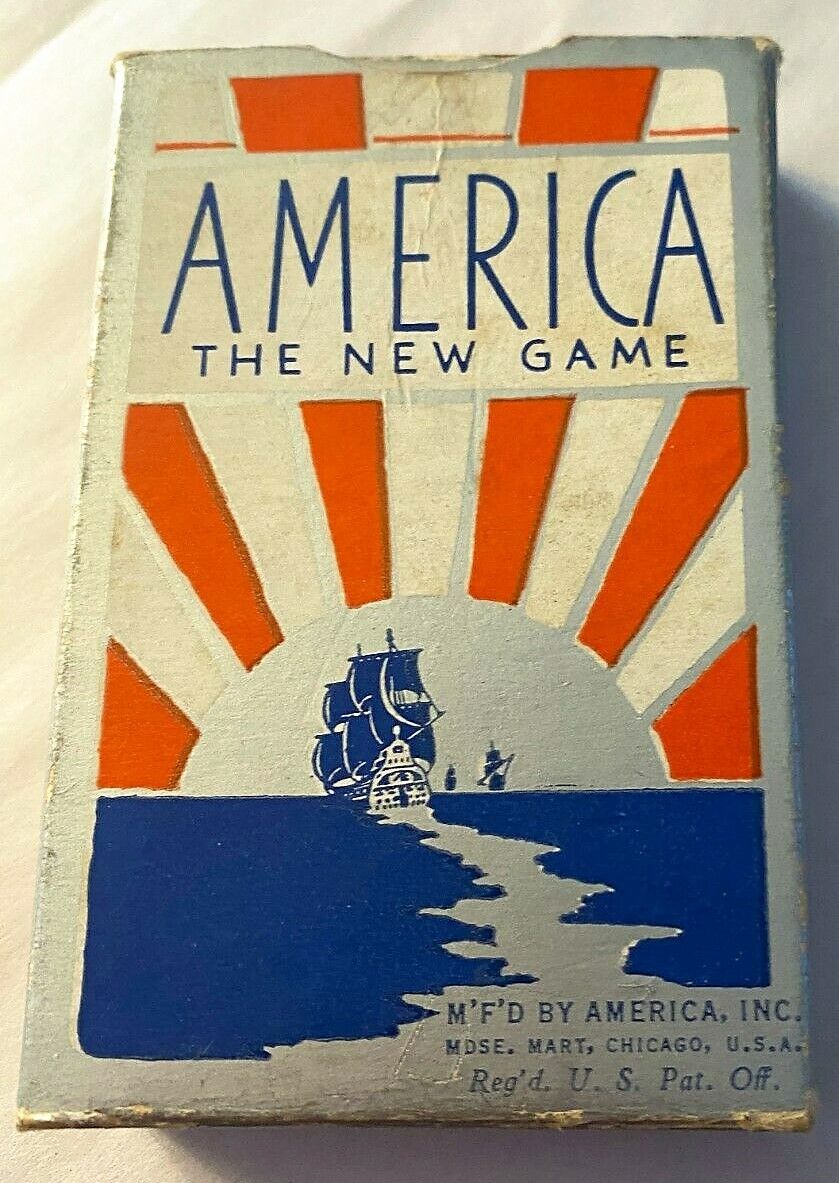 AMERICA
THE NEW GAME
M'F'D BY AMERICA, INC.
MDSE. MART, CHICAGO, U.S.A.
Reg'd. U. S. Pat. Off.